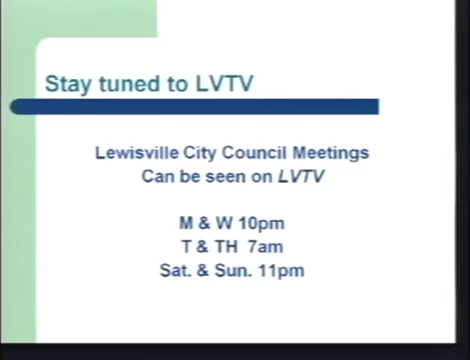 Stay tuned to LVTV
Lewisville City Council Meetings
Can be seen on LVTV
M & W 10pm
T & TH 7am
Sat. & Sun. 11pm